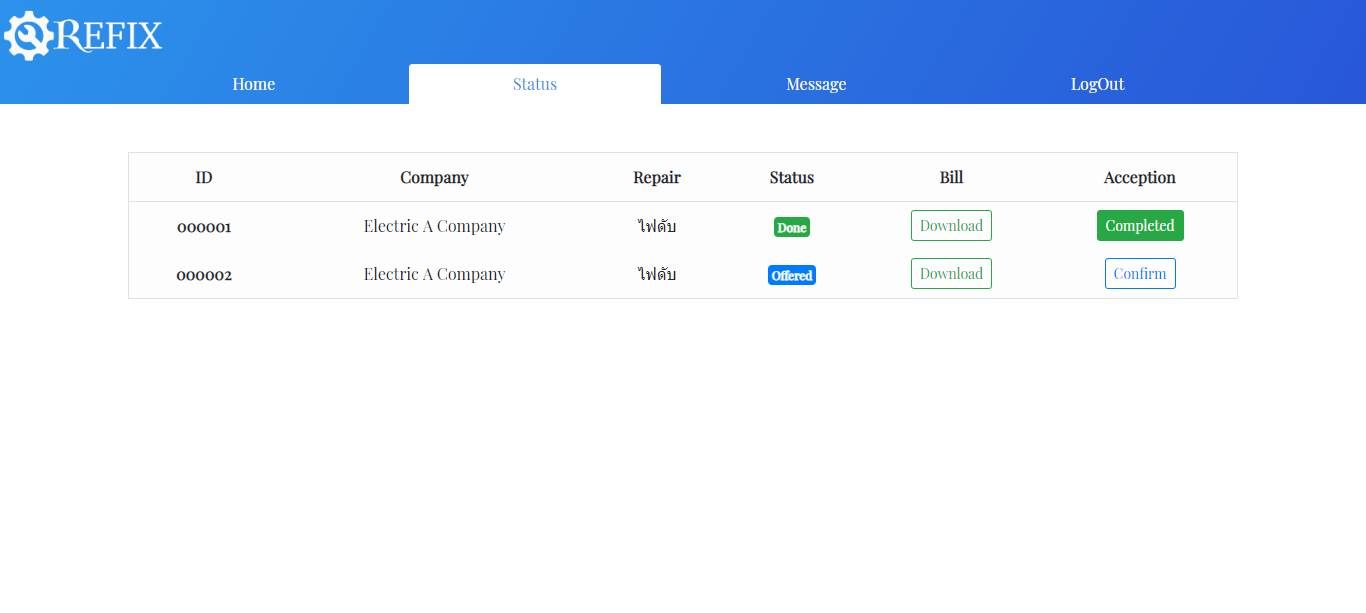 REFIX
Home Status Message LogOut
ID Company Repair Status Bill Acception
000001 Electric A Company ไฟดับ Done Download Completed
000002 Electric A Company ไฟดับ Offered Download Confirm